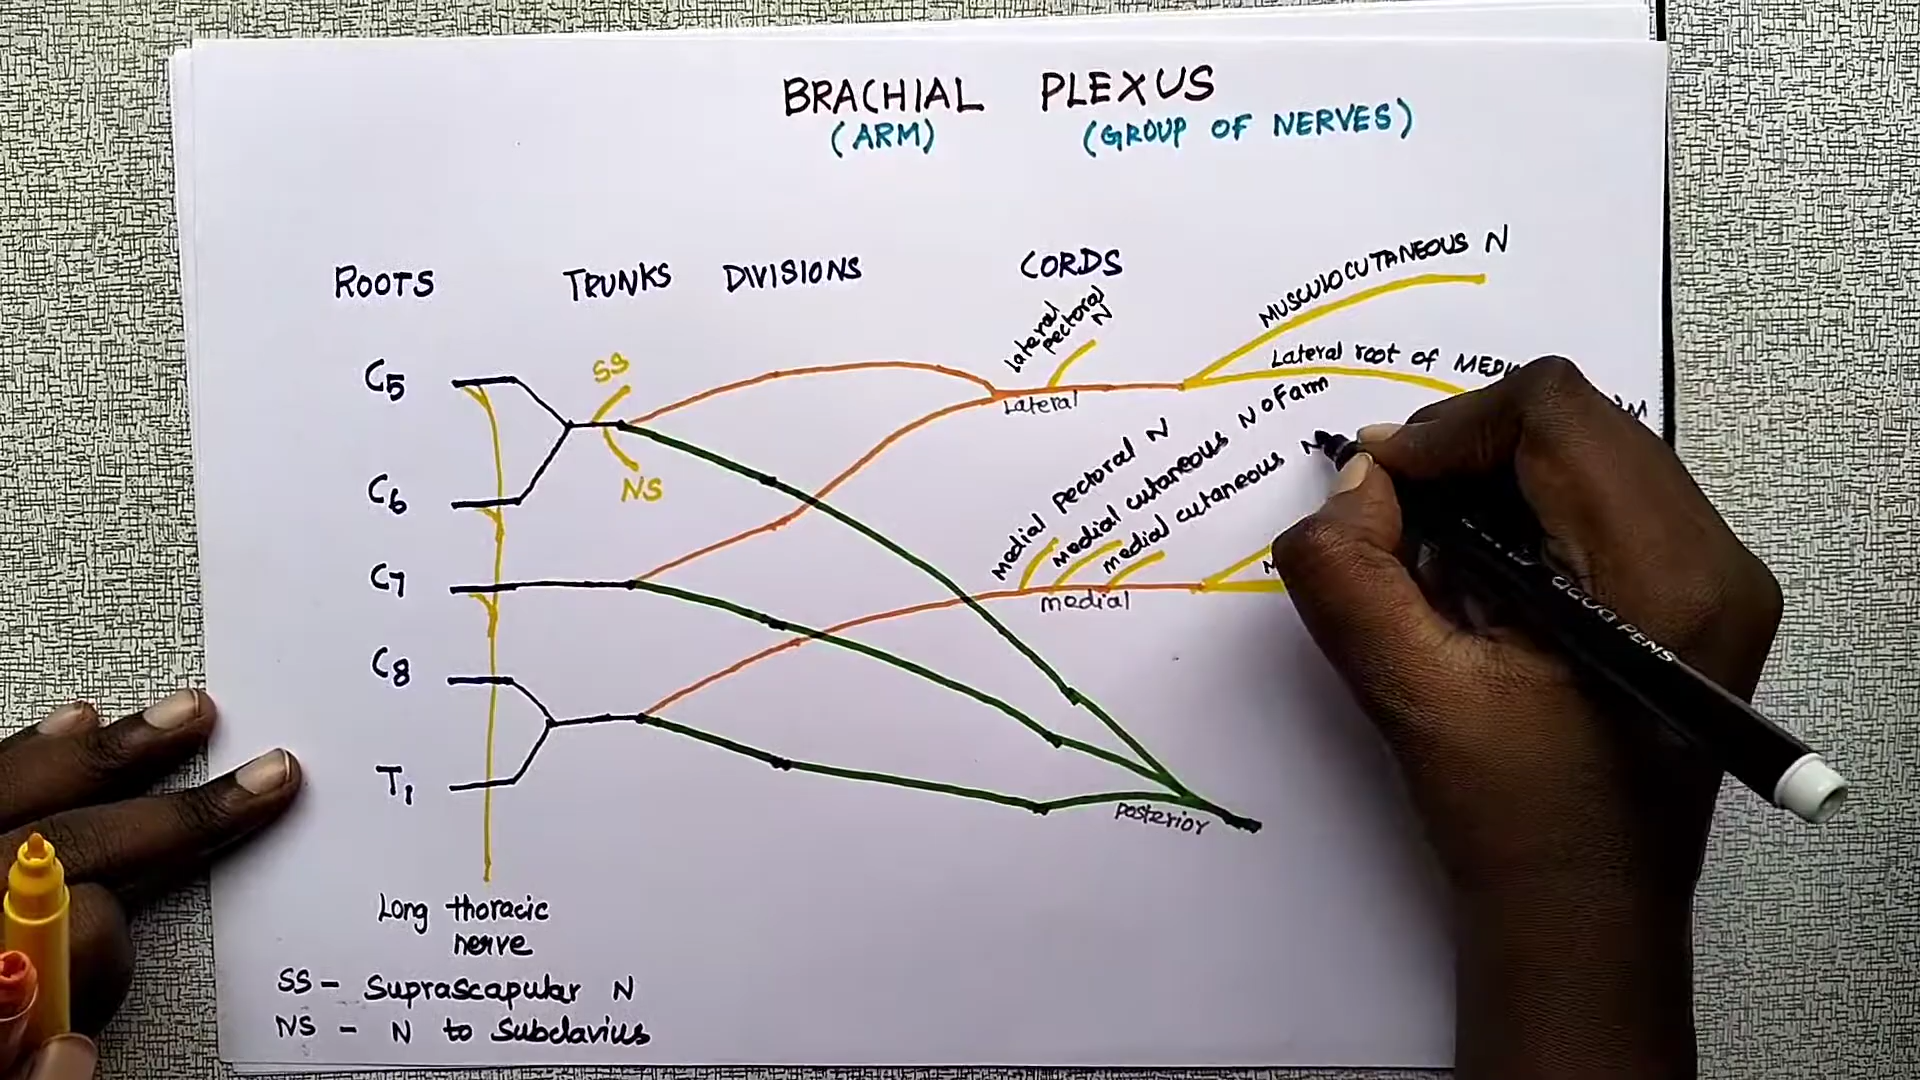 BRACHIAL PLEXUS
(ARM) (GROUP OF NERVES)
ROOTS TRUNKS DIVISIONS CORDS
MUSCULOCUTANEOUS N
Lateral root of
Lateral
pectoral
N
Lateral
C5
C6
C7
C8
T1
SS
NS
Medial Pectoral N
Medial cutaneous N of arm
medial cutaneous N
medial
Posterior
Long thoracic
nerve
SS - Suprascapular N
NS - N to Subclavius
AQUA PENS